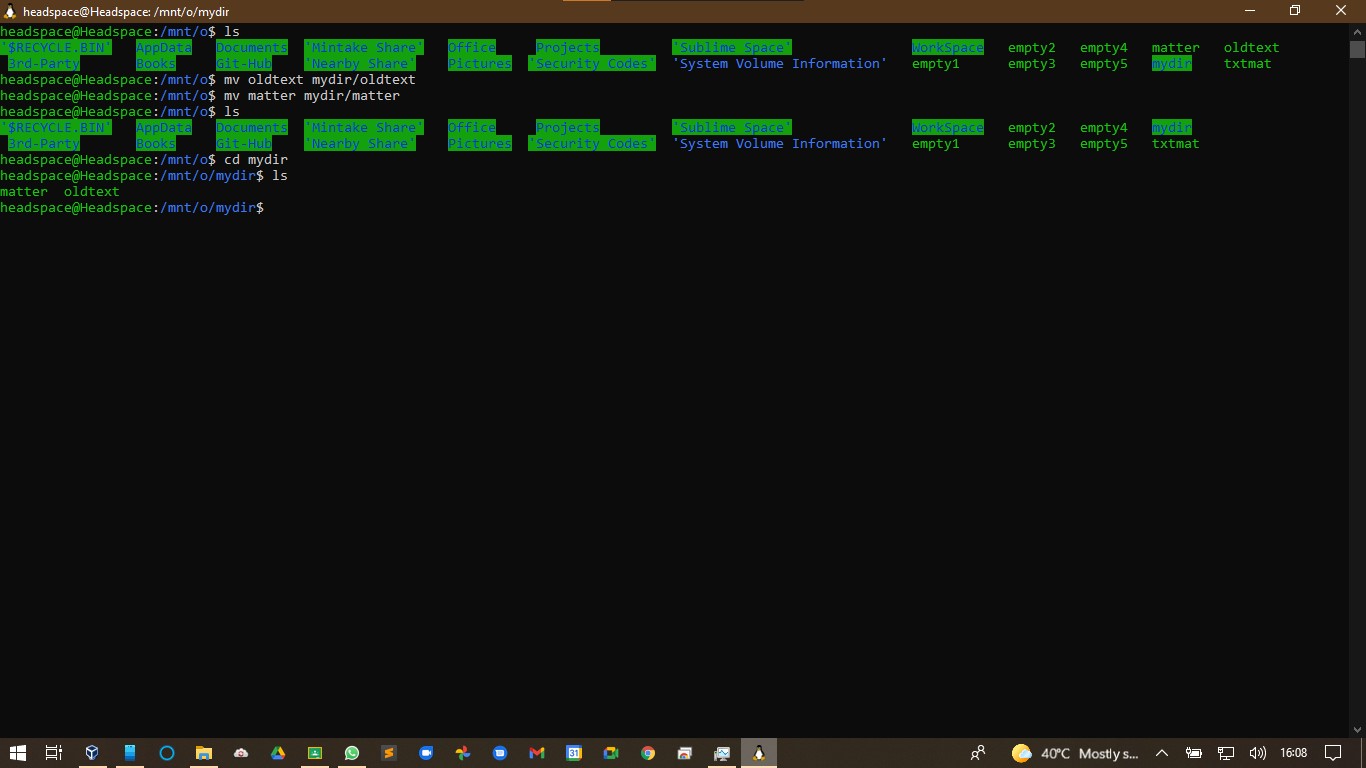 headspace@Headspace: /mnt/o/mydir
headspace@Headspace:/mnt/o$ ls
'$RECYCLE.BIN' AppData Documents 'Mintake Share' Office Projects 'Sublime Space' WorkSpace empty2 empty4 matter oldtext
3rd-Party Books Git-Hub 'Nearby Share' Pictures 'Security Codes' 'System Volume Information' empty1 empty3 empty5 mydir txtmat
headspace@Headspace:/mnt/o$ mv oldtext mydir/oldtext
headspace@Headspace:/mnt/o$ mv matter mydir/matter
headspace@Headspace:/mnt/o$ ls
'$RECYCLE.BIN' AppData Documents 'Mintake Share' Office Projects 'Sublime Space' WorkSpace empty2 empty4 mydir
3rd-Party Books Git-Hub 'Nearby Share' Pictures 'Security Codes' 'System Volume Information' empty1 empty3 empty5 txtmat
headspace@Headspace:/mnt/o$ cd mydir
headspace@Headspace:/mnt/o/mydir$ ls
matter oldtext
headspace@Headspace:/mnt/o/mydir$
31 40°C Mostly s... 16:08